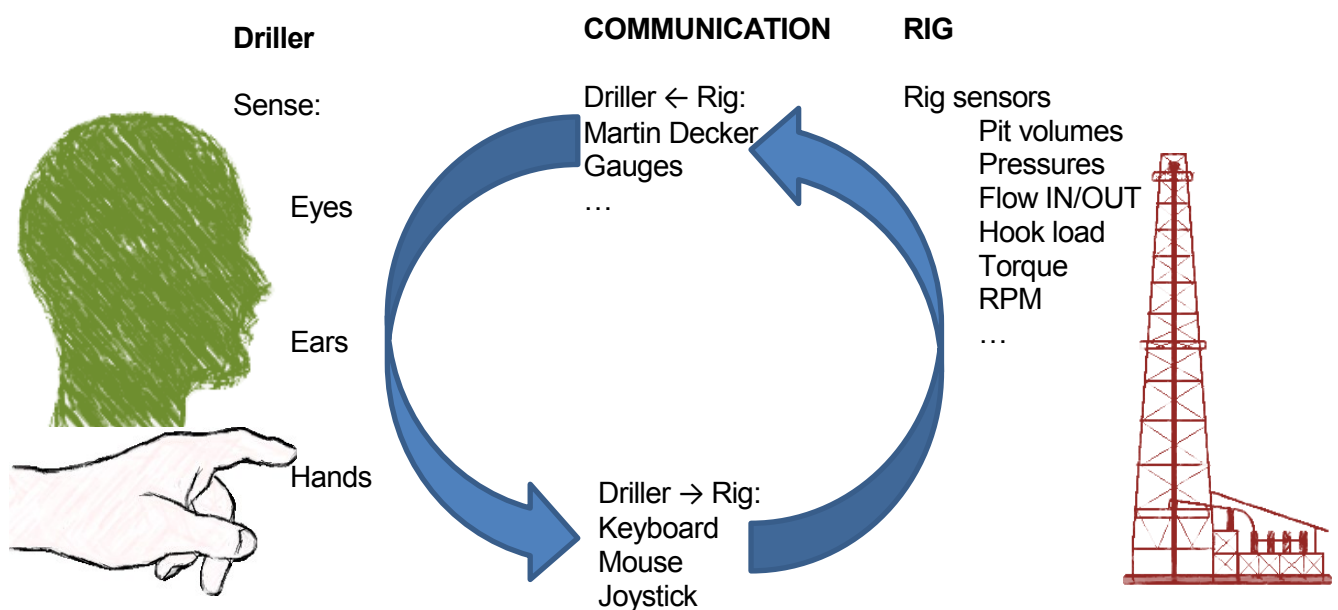 Driller
Sense:
Eyes
Ears
Hands
COMMUNICATION
Driller ← Rig:
Martin Decker
Gauges
…
Driller → Rig:
Keyboard
Mouse
Joystick
RIG
Rig sensors
Pit volumes
Pressures
Flow IN/OUT
Hook load
Torque
RPM
…